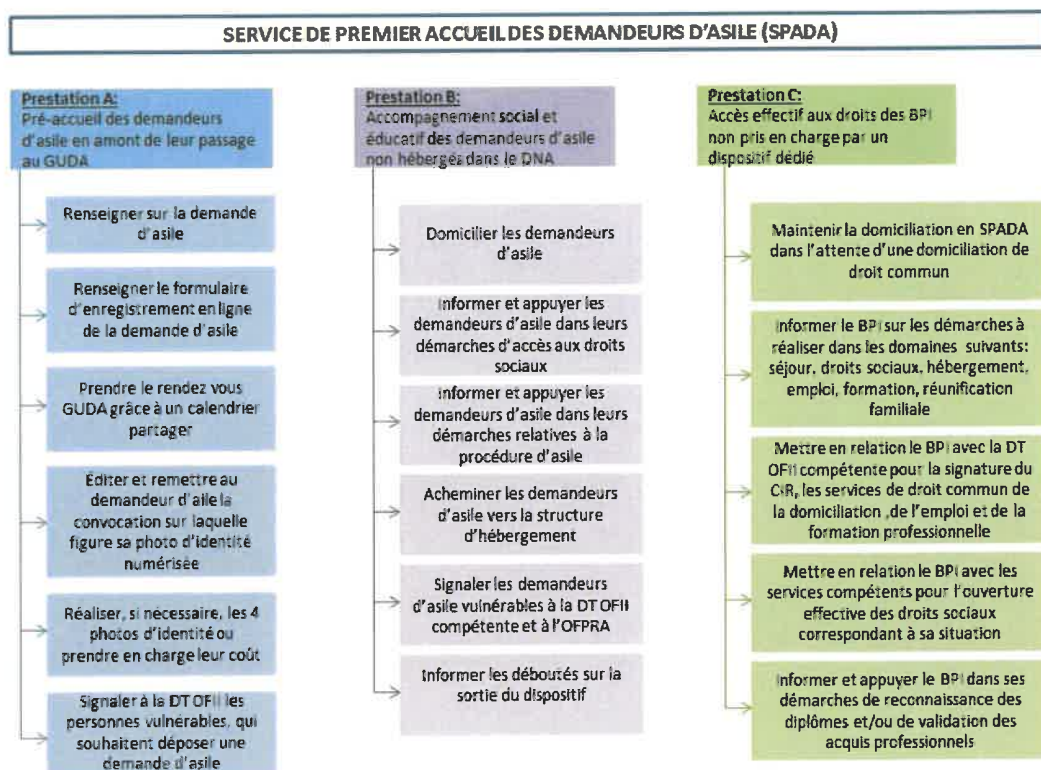 SERVICE DE PREMIER ACCUEIL DES DEMANDEURS D'ASILE (SPADA)
Prestation A:
Pré-accueil des demandeurs
d'asile en amont de leur passage
au GUDA
Renseigner sur la demande
d'asile
Renseigner le formulaire
d'enregistrement en ligne
de la demande d'asile
Prendre le rendez vous
GUDA grâce à un calendrier
partager
Éditer et remettre au
demandeur d'aile la
convocation sur laquelle
figure sa photo d'identité
numérisée
Réaliser, si nécessaire, les 4
photos d'identité ou
prendre en charge leur coût
Signaler à la DT OFII les
personnes vulnérables, qui
souhaitent déposer une
demande d'asile
Prestation B:
Accompagnement social et
éducatif des demandeurs d'asile
non hébergés dans le DNA
Domicilier les demandeurs
d'asile
Informer et appuyer les
demandeurs d'asile dans leurs
démarches d'accès aux droits
sociaux
Informer et appuyer les
demandeurs d'asile dans leurs
démarches relatives à la
procédure d'asile
Acheminer les demandeurs
d'asile vers la structure
d'hébergement
Signaler les demandeurs
d'asile vulnérables à la DT OFII
compétente et à l'OFPRA
Informer les déboutés sur la
sortie du dispositif
Prestation C:
Accès effectif aux droits des BPI
non pris en charge par un
dispositif dédié
Maintenir la domiciliation en SPADA
dans l'attente d'une domiciliation de
droit commun
Informer le BPI sur les démarches à
réaliser dans les domaines suivants:
séjour, droits sociaux, hébergement,
emploi, formation, réunification
familiale
Mettre en relation le BPI avec la DT
OFII compétente pour la signature du
CIR, les services de droit commun de
la domiciliation ,de l'emploi et de la
formation professionnelle
Mettre en relation le BPI avec les
services compétents pour l'ouverture
effective des droits sociaux
correspondant à sa situation
Informer et appuyer le BPI dans ses
démarches de reconnaissance des
diplômes et/ou de validation des
acquis professionnels